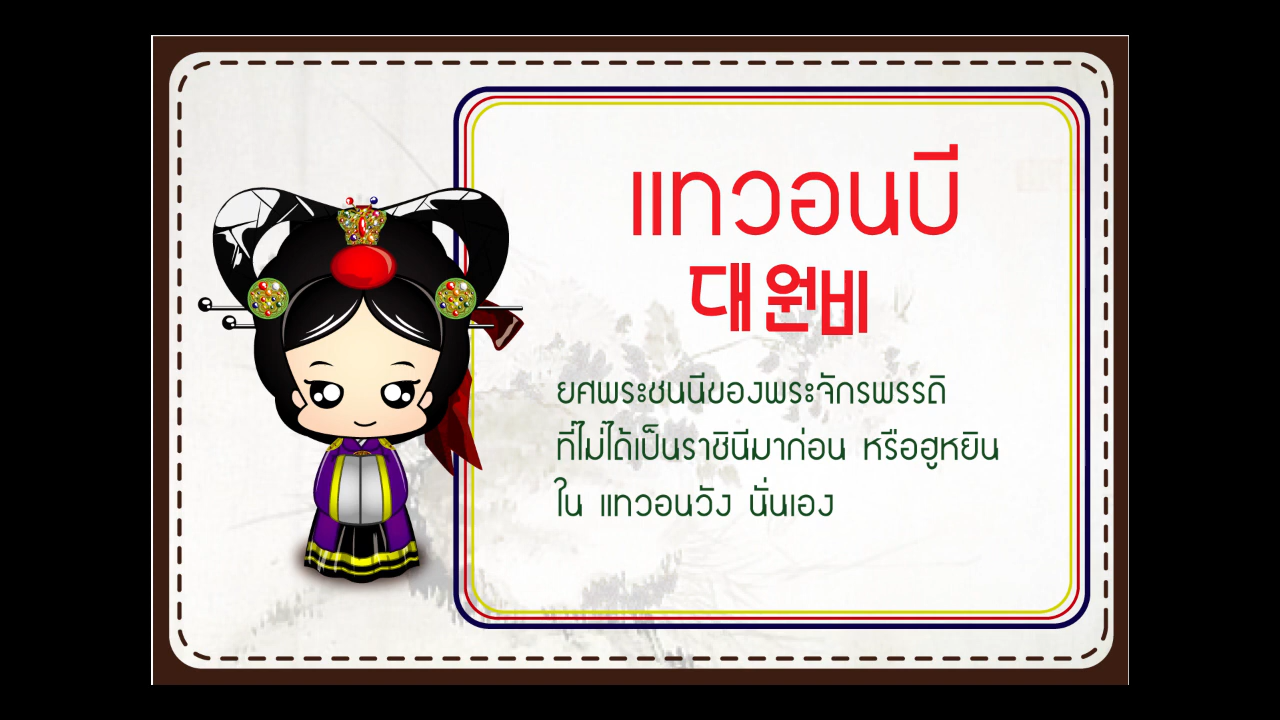 แทวอนบี
대원비
ยศพระชนนีของพระจักรพรรดิ
ที่ไม่ได้เป็นราชินีมาก่อน หรือฮูหยิน
ใน แทวอนวัง นั่นเอง